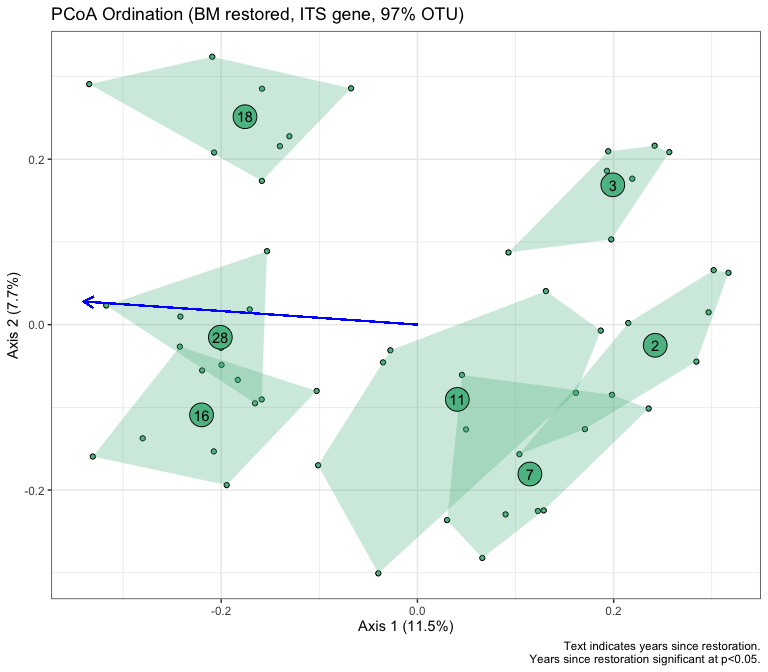 PCoA Ordination (BM restored, ITS gene, 97% OTU)
18
3
28
2
11
16
7
0.2
0.0
-0.2
Axis 2 (7.7%)
-0.2
0.0
0.2
Axis 1 (11.5%)
Text indicates years since restoration.
Years since restoration significant at p<0.05.